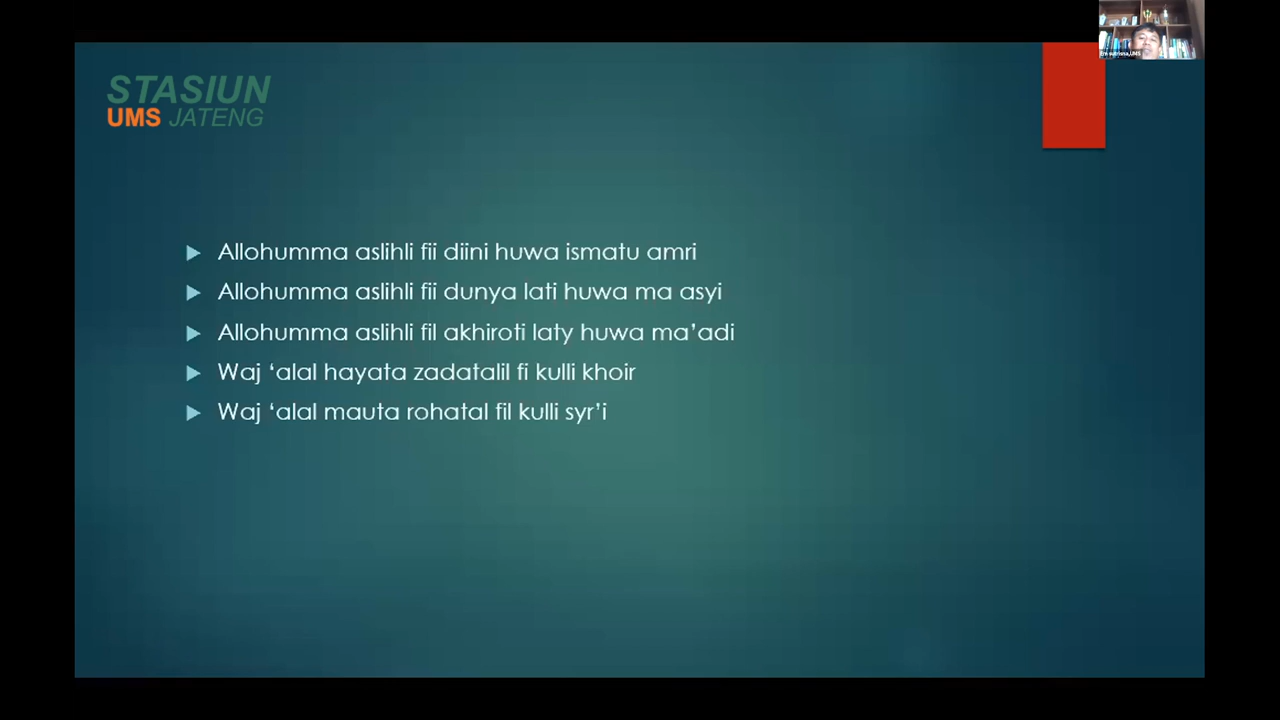 STASIUN
UMS JATENG
Allohumma aslihli fii diini huwa ismatu amri
Allohumma aslihli fii dunya lati huwa ma asyi
Allohumma aslihli fil akhiroti laty huwa ma’adi
Waj ‘alal hayata zadatalil fi kulli khoir
Waj ‘alal mauta rohatal fil kulli syr’i